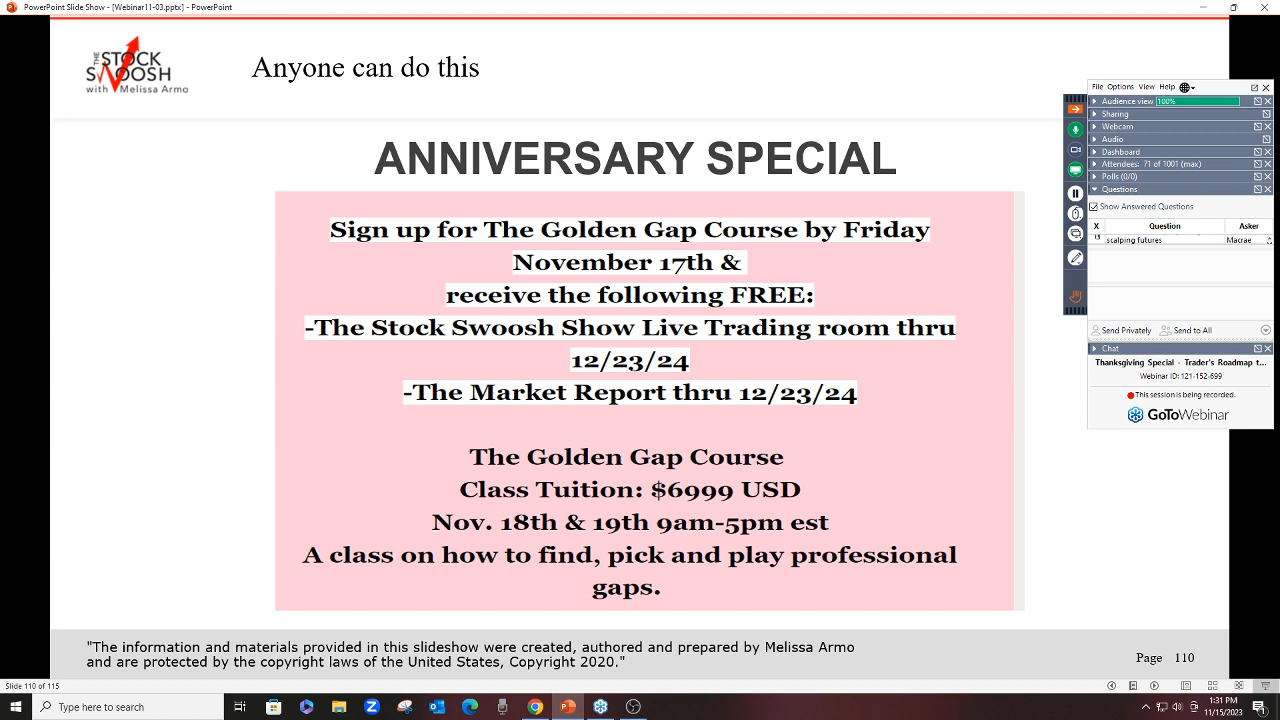 PowerPoint Slide Show - [Webinar11-03.pptx] - PowerPoint
THE
STOCK
SWOOSH
with Melissa Armo
Anyone can do this
ANNIVERSARY SPECIAL
Sign up for The Golden Gap Course by Friday
November 17th &
receive the following FREE:
-The Stock Swoosh Show Live Trading room thru
12/23/24
-The Market Report thru 12/23/24
The Golden Gap Course
Class Tuition: $6999 USD
Nov. 18th & 19th 9am-5pm est
A class on how to find, pick and play professional
gaps.
"The information and materials provided in this slideshow were created, authored and prepared by Melissa Armo
and are protected by the copyright laws of the United States, Copyright 2020."
Page 110
File Options View Help
Audience view 100%
Sharing
Webcam
Audio
Dashboard
Attendees: 71 of 1001 (max)
Polls (0/0)
Questions
Show Answered Questions
X Question Asker
scalping futures Macrae
Send Privately Send to All
Chat
Thanksgiving Special - Trader's Roadmap t...
Webinar ID: 121-152-699
This session is being recorded.
GoToWebinar
Slide 110 of 115
Type here to search
1:31 PM
11/15/2023